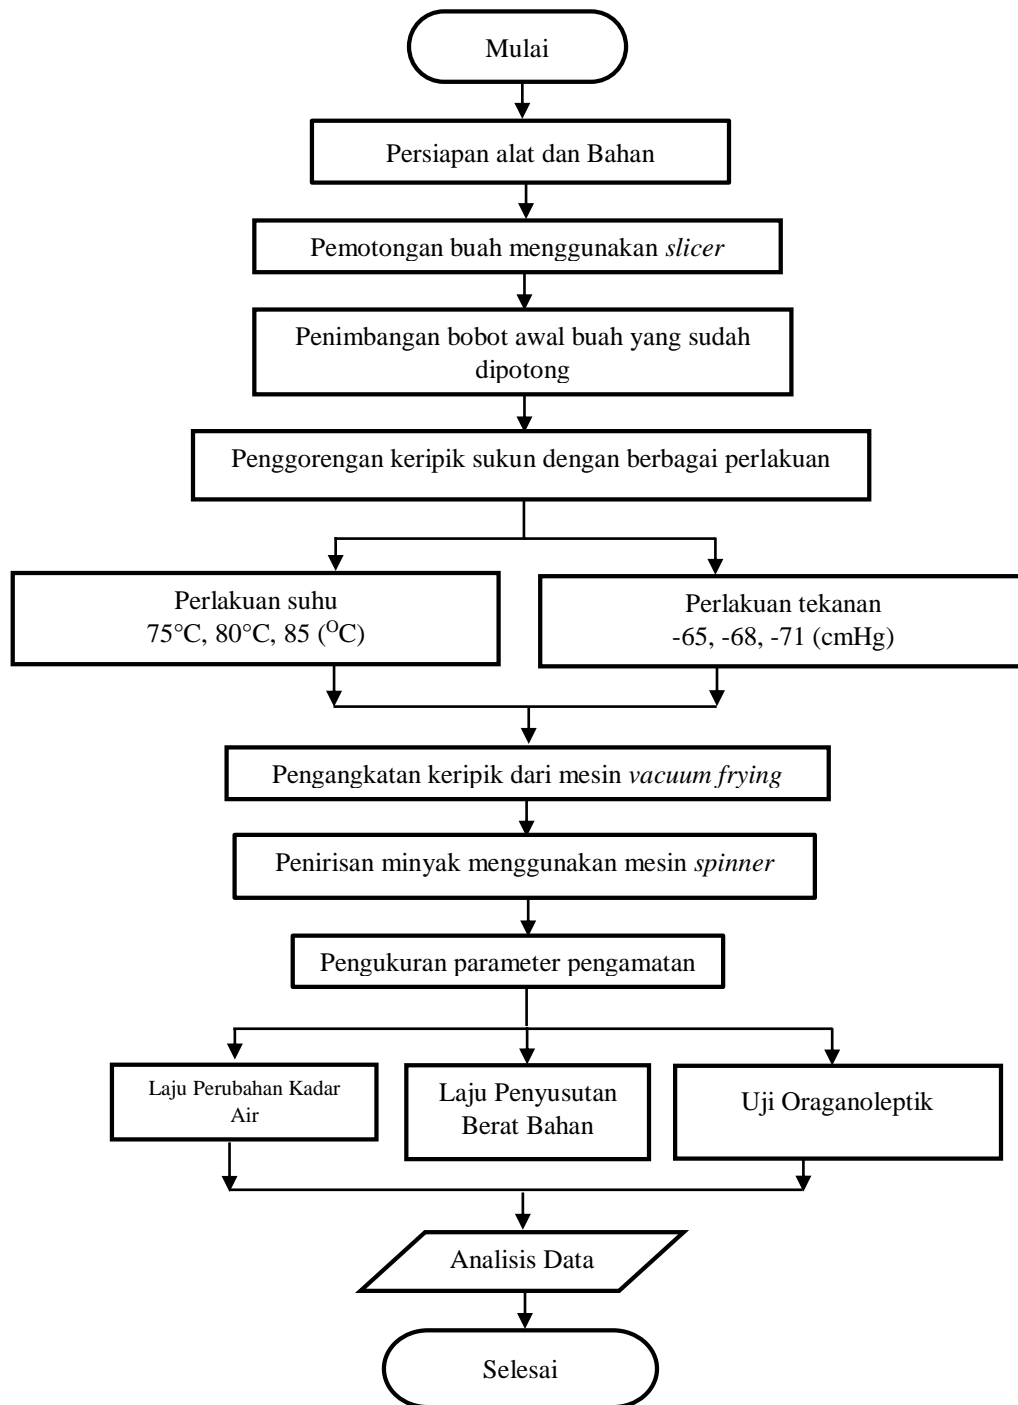 Mulai
Persiapan alat dan Bahan
Pemotongan buah menggunakan slicer
Penimbangan bobot awal buah yang sudah
dipotong
Penggorengan keripik sukun dengan berbagai perlakuan
Perlakuan suhu
75°C, 80°C, 85 (ᴼC)
Perlakuan tekanan
-65, -68, -71 (cmHg)
Pengangkatan keripik dari mesin vacuum frying
Penirisan minyak menggunakan mesin spinner
Pengukuran parameter pengamatan
Laju Perubahan Kadar
Air
Laju Penyusutan
Berat Bahan
Uji Oraganoleptik
Analisis Data
Selesai